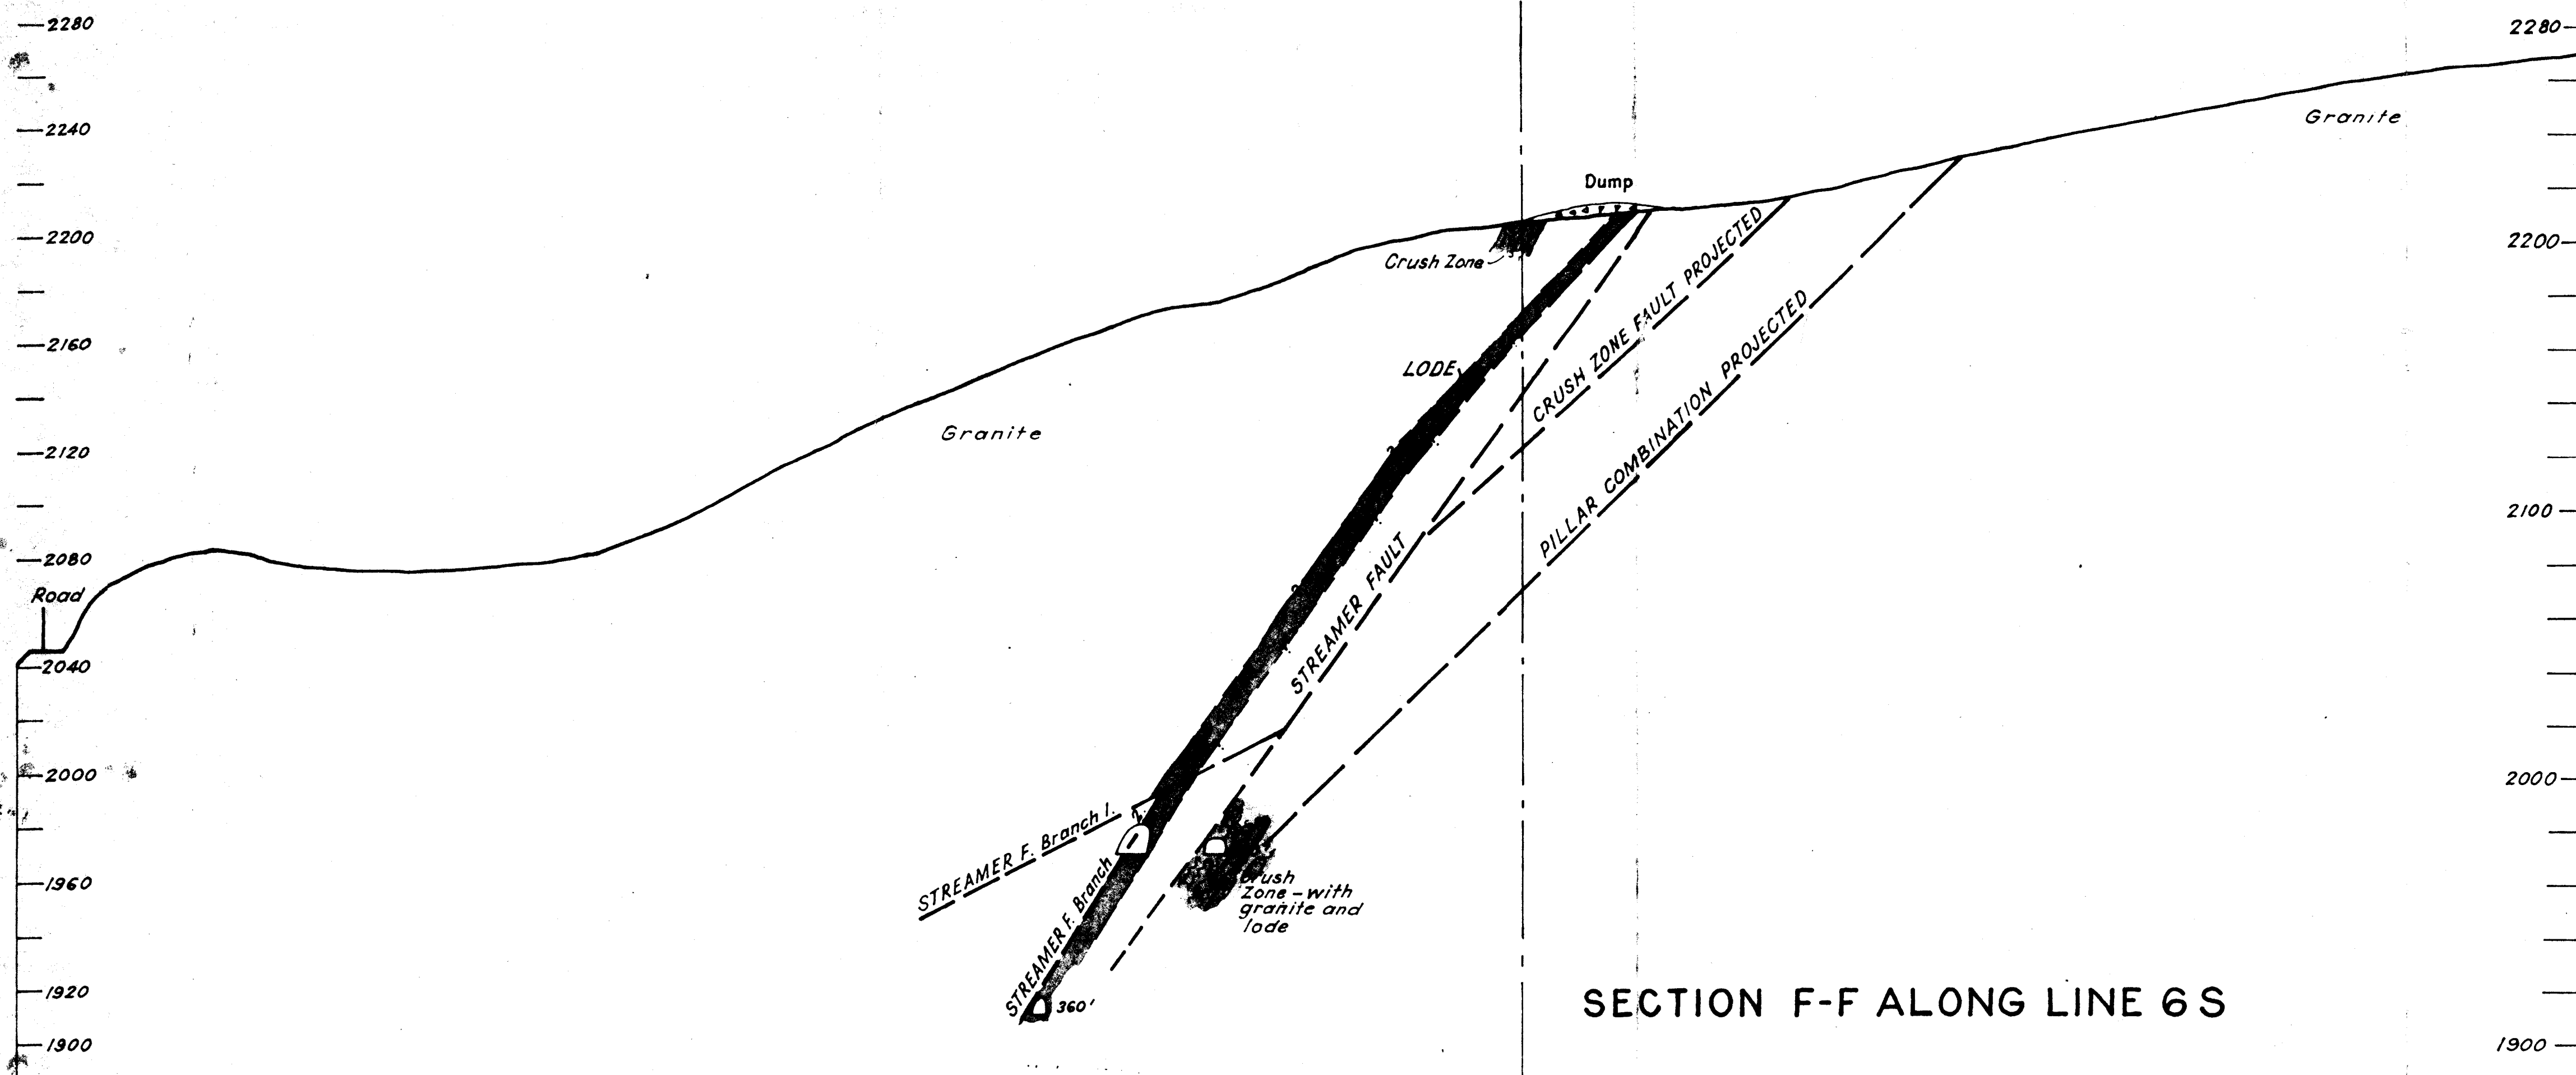 2280
2240
2200
2160
2120
2080
Road
2040
2000
1960
1920
1900
2280
2200
2100
2000
1900
Granite
Granite
Dump
Crush Zone
LODE
CRUSH ZONE FAULT PROJECTED
PILLAR COMBINATION PROJECTED
STREAMER FAULT
STREAMER F. Branch 1.
STREAMER F. Branch
Crush
Zone – with
granite and
lode
360'
SECTION F-F ALONG LINE 6S